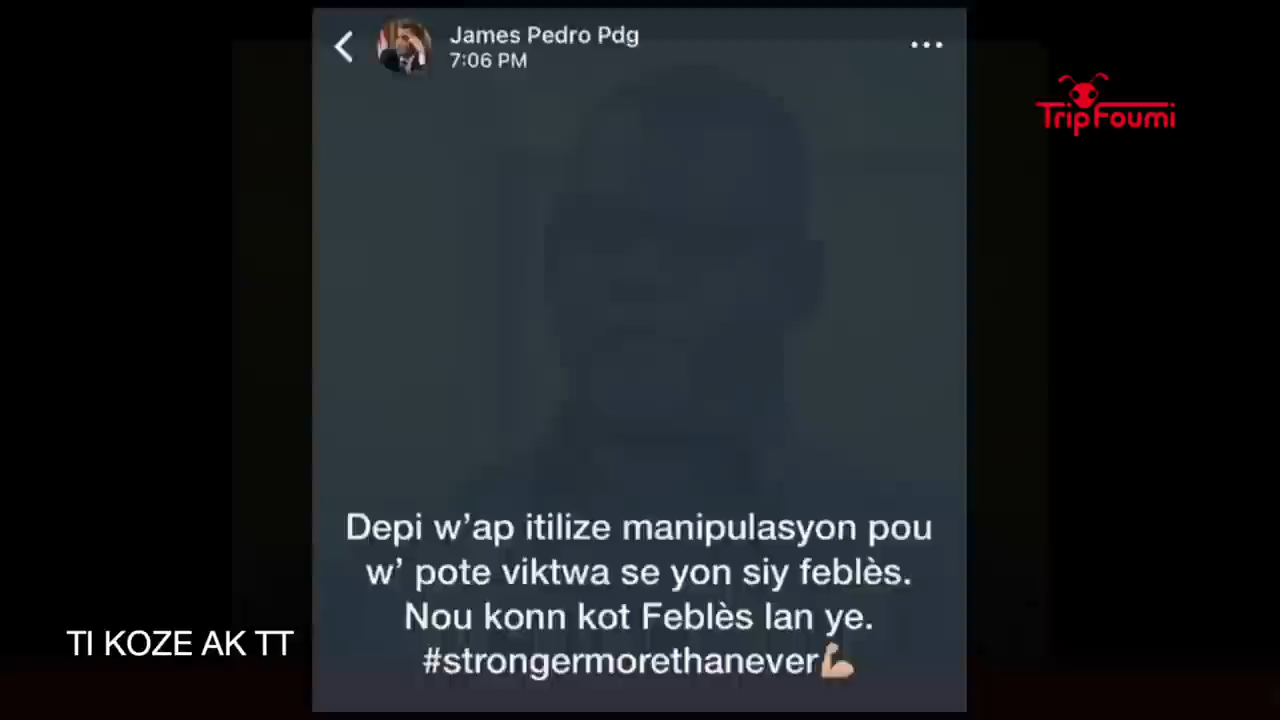 James Pedro Pdg
7:06 PM
TripFoumi
Depi w’ap itilize manipulasyon pou
w’ pote viktwa se yon siy feblès.
Nou konn kot Feblès lan ye.
#strongermorethanever💪🏼
TI KOZE AK TT